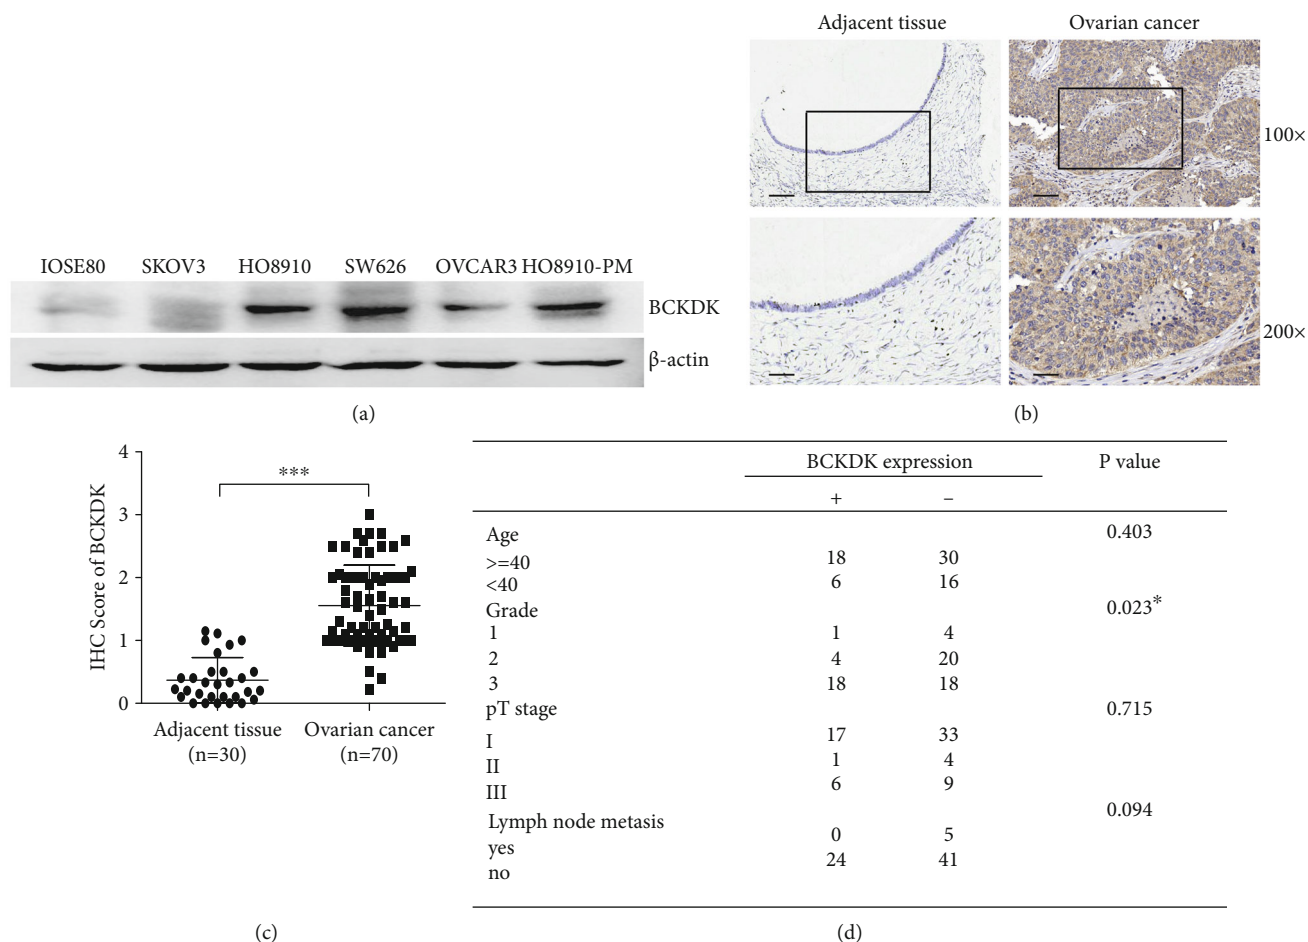 Adjacent tissue Ovarian cancer
100×
200×
IOSE80 SKOV3 HO8910 SW626 OVCAR3 HO8910-PM
BCKDK
β-actin
(a)
(b)
IHC Score of BCKDK
4
3
2
1
0
***
Adjacent tissue Ovarian cancer
(n=30) (n=70)
(c)
BCKDK expression P value
+ –
Age 0.403
>=40 18 30
<40 6 16
Grade 0.023*
1 1 4
2 4 20
3 18 18
pT stage 0.715
I 17 33
II 1 4
III 6 9
Lymph node metasis 0.094
yes 0 5
no 24 41
(d)